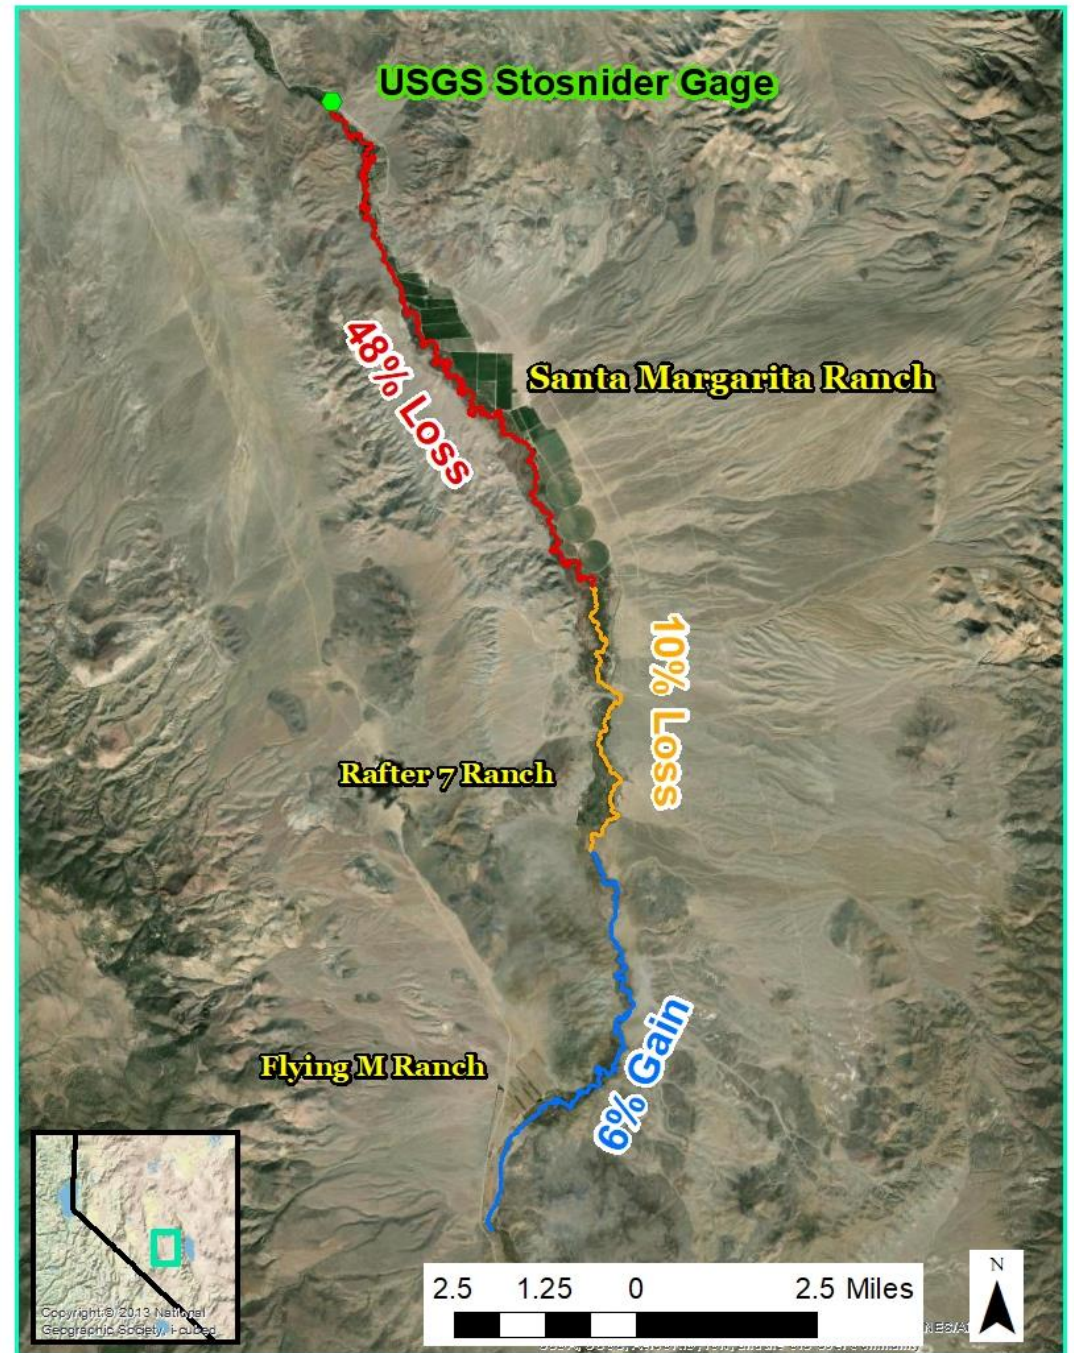 USGS Stosnider Gage
48% Loss
Santa Margarita Ranch
10% Loss
Rafter 7 Ranch
6% Gain
Flying M Ranch
Copyright:© 2013 National
Geographic Society, i-cubed
2.5 1.25 0 2.5 Miles
N